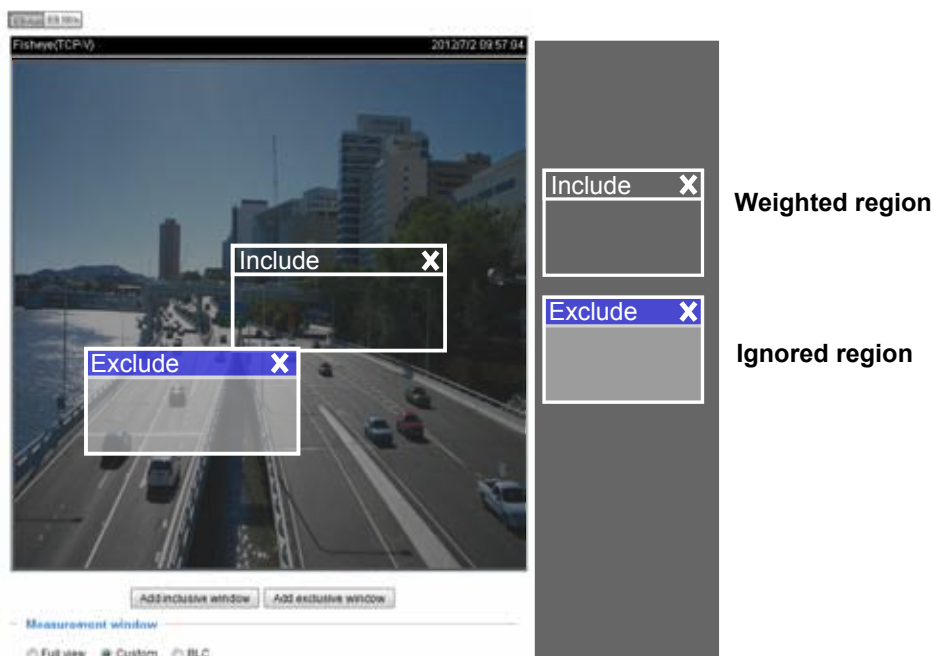 Fisheye(TCP-V) 2012/7/2 09:57:04
Include
Weighted region
Include
Exclude
Ignored region
Exclude
Add inclusive window Add exclusive window
Measurement window
Full view Custom BLC